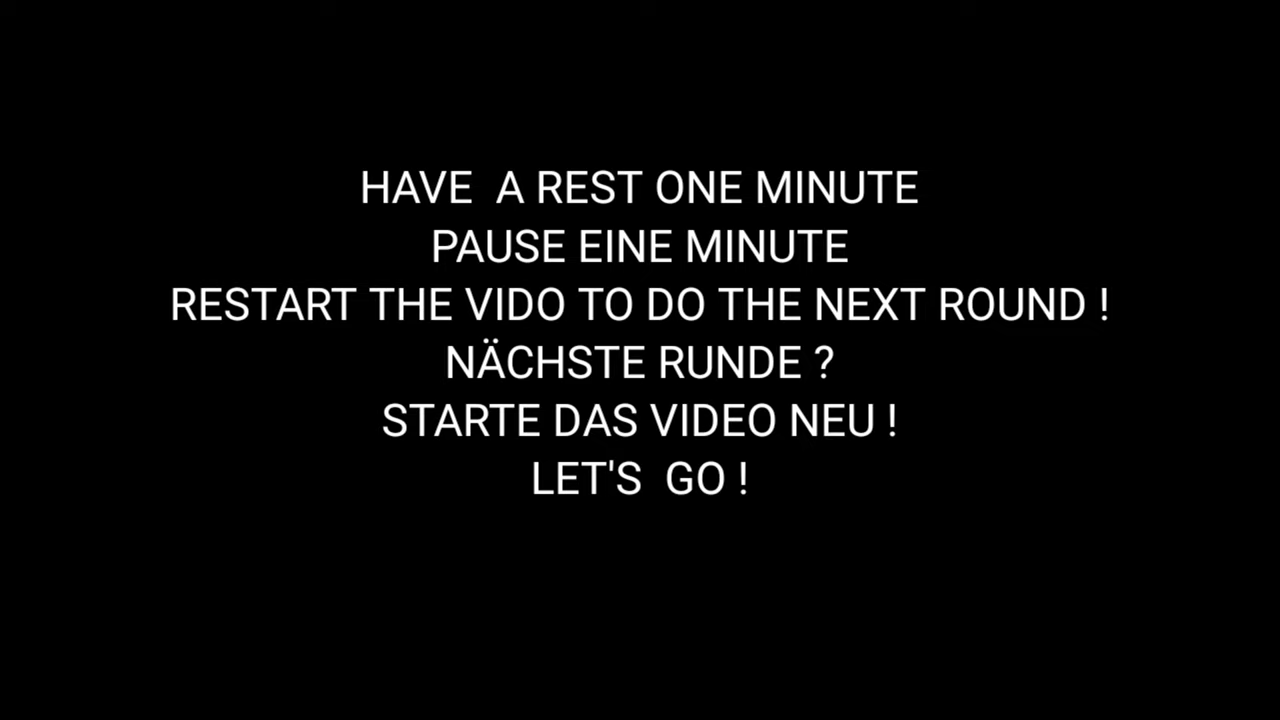 HAVE  A REST ONE MINUTE
PAUSE EINE MINUTE
RESTART THE VIDO TO DO THE NEXT ROUND !
NÄCHSTE RUNDE ?
STARTE DAS VIDEO NEU !
LET'S  GO !